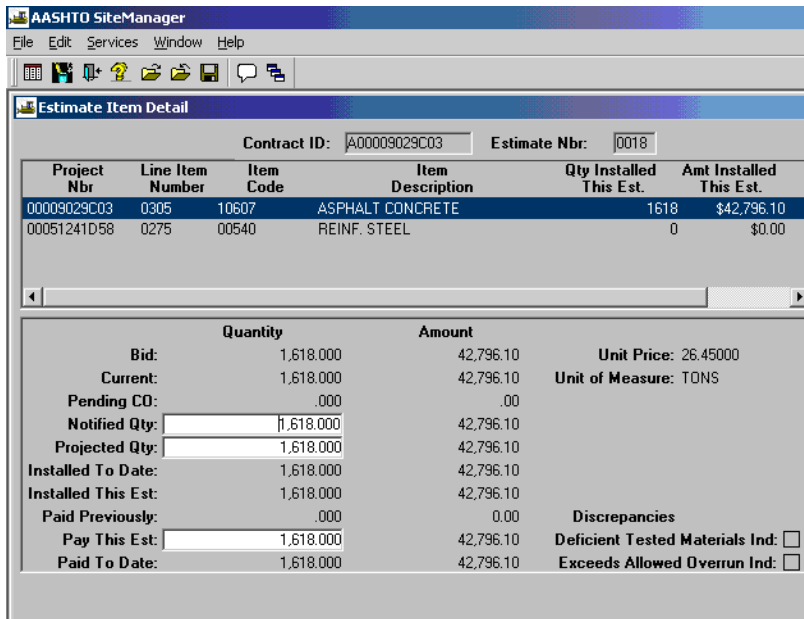 AASHTO SiteManager
File Edit Services Window Help
Estimate Item Detail
Contract ID: A00009029C03 Estimate Nbr: 0018
Project Nbr Line Item Number Item Code Item Description Qty Installed This Est. Amt Installed This Est.
00009029C03 0305 10607 ASPHALT CONCRETE 1618 $42,796.10
00051241D58 0275 00540 REINF. STEEL 0 $0.00
Quantity Amount
Bid: 1,618.000 42,796.10 Unit Price: 26.45000
Current: 1,618.000 42,796.10 Unit of Measure: TONS
Pending CO: .000 .00
Notified Qty: 1,618.000 42,796.10
Projected Qty: 1,618.000 42,796.10
Installed To Date: 1,618.000 42,796.10
Installed This Est: 1,618.000 42,796.10
Paid Previously: .000 0.00 Discrepancies
Pay This Est: 1,618.000 42,796.10 Deficient Tested Materials Ind:
Paid To Date: 1,618.000 42,796.10 Exceeds Allowed Overrun Ind: